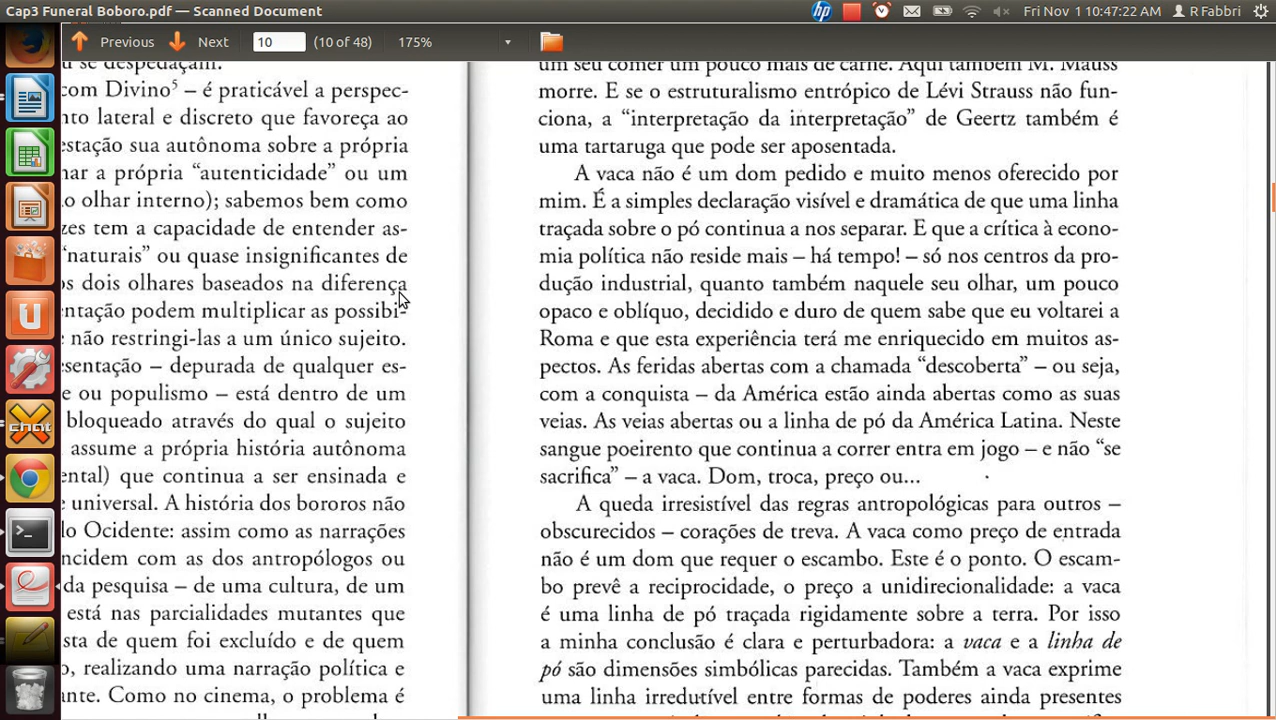 Cap3 Funeral Boboro.pdf — Scanned Document
Fri Nov 1 10:47:22 AM
R Fabbri
Previous
Next
10
(10 of 48)
175%
u se despedaçam.
com Divino⁵ – é praticável a perspec-
nto lateral e discreto que favoreça ao
estação sua autônoma sobre a própria
nar a própria “autenticidade” ou um
o olhar interno); sabemos bem como
zes tem a capacidade de entender as-
“naturais” ou quase insignificantes de
os dois olhares baseados na diferença
entação podem multiplicar as possibi-
e não restringi-las a um único sujeito.
esentação – depurada de qualquer es-
e ou populismo – está dentro de um
bloqueado através do qual o sujeito
assume a própria história autônoma
ental) que continua a ser ensinada e
e universal. A história dos bororos não
do Ocidente: assim como as narrações
incidem com as dos antropólogos ou
da pesquisa – de uma cultura, de um
está nas parcialidades mutantes que
sta de quem foi excluído e de quem
o, realizando uma narração política e
ante. Como no cinema, o problema é
um seu comer um pouco mais de carne. Aqui também M. Mauss
morre. E se o estruturalismo entrópico de Lévi Strauss não fun-
ciona, a “interpretação da interpretação” de Geertz também é
uma tartaruga que pode ser aposentada.
A vaca não é um dom pedido e muito menos oferecido por
mim. É a simples declaração visível e dramática de que uma linha
traçada sobre o pó continua a nos separar. E que a crítica à econo-
mia política não reside mais – há tempo! – só nos centros da pro-
dução industrial, quanto também naquele seu olhar, um pouco
opaco e oblíquo, decidido e duro de quem sabe que eu voltarei a
Roma e que esta experiência terá me enriquecido em muitos as-
pectos. As feridas abertas com a chamada “descoberta” – ou seja,
com a conquista – da América estão ainda abertas como as suas
veias. As veias abertas ou a linha de pó da América Latina. Neste
sangue poeirento que continua a correr entra em jogo – e não “se
sacrifica” – a vaca. Dom, troca, preço ou...
A queda irresistível das regras antropológicas para outros –
obscurecidos – corações de treva. A vaca como preço de entrada
não é um dom que requer o escambo. Este é o ponto. O escam-
bo prevê a reciprocidade, o preço a unidirecionalidade: a vaca
é uma linha de pó traçada rigidamente sobre a terra. Por isso
a minha conclusão é clara e perturbadora: a vaca e a linha de
pó são dimensões simbólicas parecidas. Também a vaca exprime
uma linha irredutível entre formas de poderes ainda presentes